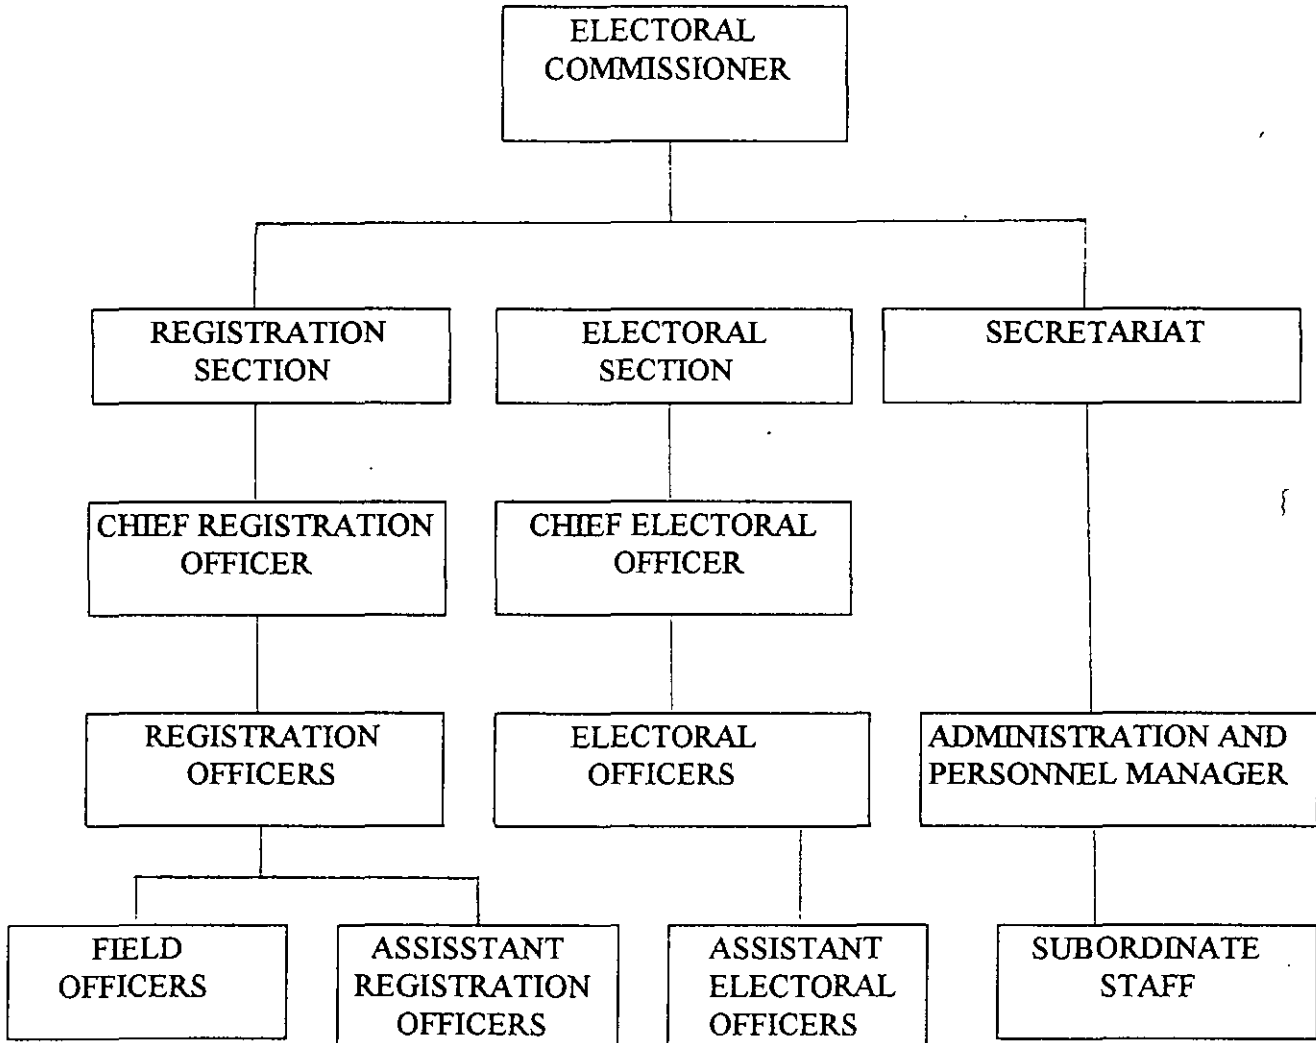 ELECTORAL
COMMISSIONER
REGISTRATION
SECTION
ELECTORAL
SECTION
SECRETARIAT
CHIEF REGISTRATION
OFFICER
CHIEF ELECTORAL
OFFICER
REGISTRATION
OFFICERS
ELECTORAL
OFFICERS
ADMINISTRATION AND
PERSONNEL MANAGER
FIELD
OFFICERS
ASSISSTANT
REGISTRATION
OFFICERS
ASSISTANT
ELECTORAL
OFFICERS
SUBORDINATE
STAFF